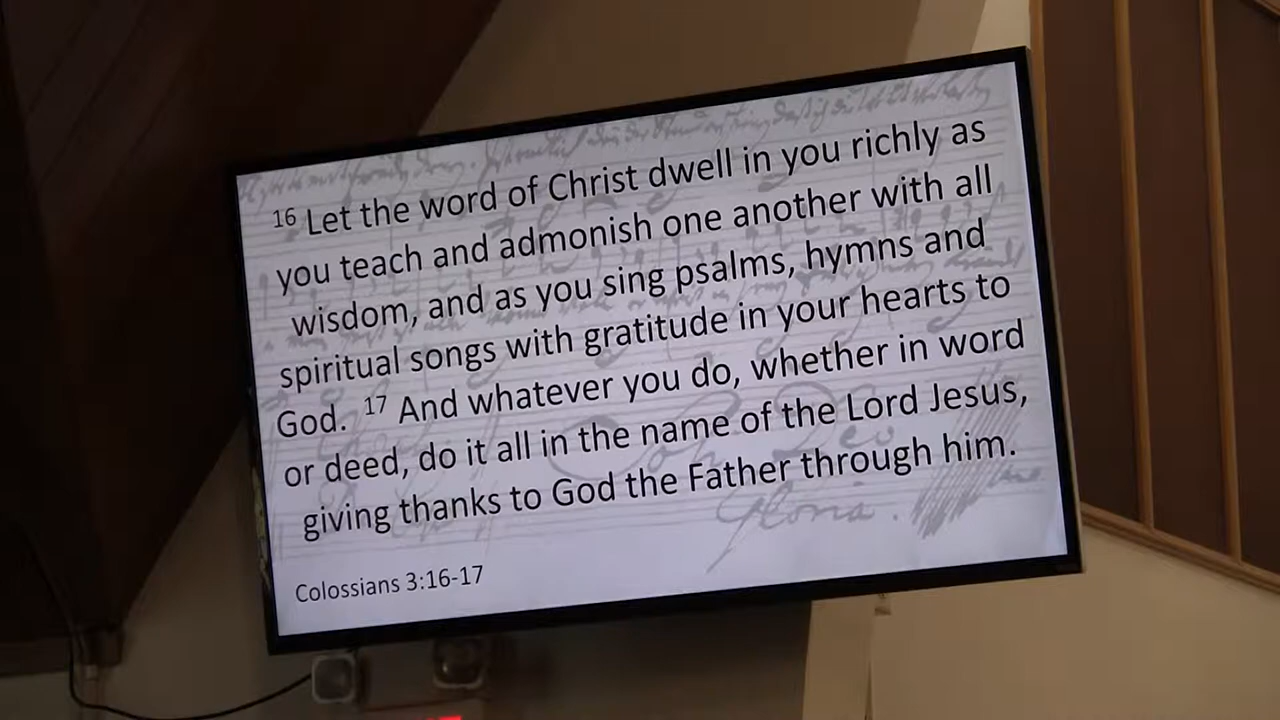 16 Let the word of Christ dwell in you richly as
you teach and admonish one another with all
wisdom, and as you sing psalms, hymns and
spiritual songs with gratitude in your hearts to
God. 17 And whatever you do, whether in word
or deed, do it all in the name of the Lord Jesus,
giving thanks to God the Father through him.
Gloria.
Colossians 3:16-17